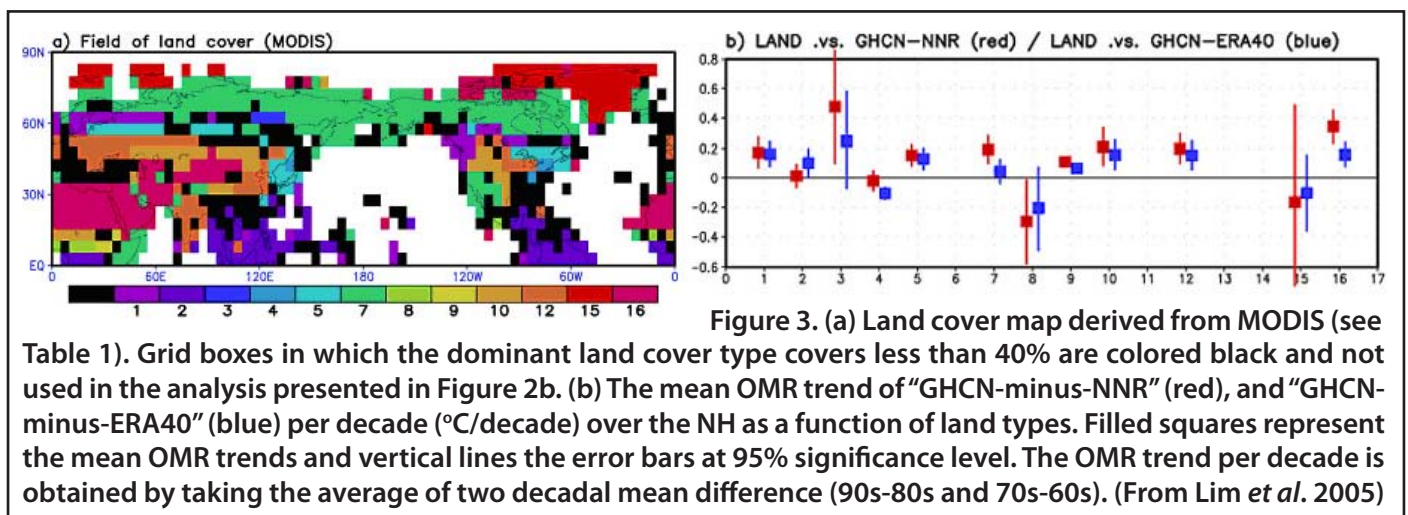 a) Field of land cover (MODIS)
90N
60N
30N
EQ
0 60E 120E 180 120W 60W 0
1 2 3 4 5 7 8 9 10 12 15 16
b) LAND .vs. GHCN-NNR (red) / LAND .vs. GHCN-ERA40 (blue)
0.8
0.6
0.4
0.2
0
-0.2
-0.4
-0.6
0 1 2 3 4 5 6 7 8 9 10 11 12 13 14 15 16 17
Figure 3. (a) Land cover map derived from MODIS (see
Table 1). Grid boxes in which the dominant land cover type covers less than 40% are colored black and not
used in the analysis presented in Figure 2b. (b) The mean OMR trend of “GHCN-minus-NNR” (red), and “GHCN-
minus-ERA40” (blue) per decade (°C/decade) over the NH as a function of land types. Filled squares represent
the mean OMR trends and vertical lines the error bars at 95% significance level. The OMR trend per decade is
obtained by taking the average of two decadal mean difference (90s-80s and 70s-60s). (From Lim et al. 2005)